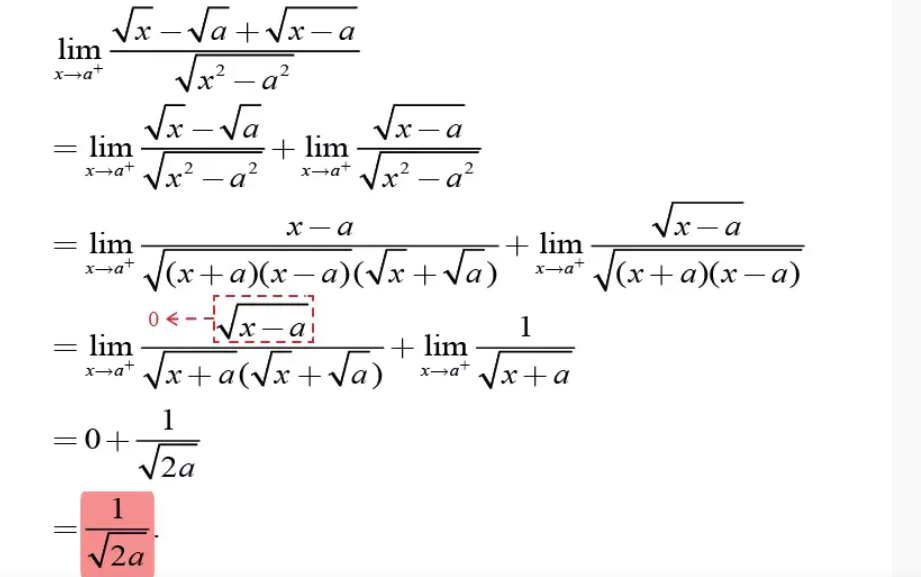 lim_{x→a⁺} (√x − √a + √(x − a)) / √(x² − a²)
= lim_{x→a⁺} (√x − √a) / √(x² − a²) + lim_{x→a⁺} √(x − a) / √(x² − a²)
= lim_{x→a⁺} (x − a) / (√((x + a)(x − a)) (√x + √a)) + lim_{x→a⁺} √(x − a) / √((x + a)(x − a))
0 ←
= lim_{x→a⁺} √(x − a) / (√(x + a) (√x + √a)) + lim_{x→a⁺} 1 / √(x + a)
= 0 + 1 / √(2a)
= 1 / √(2a).